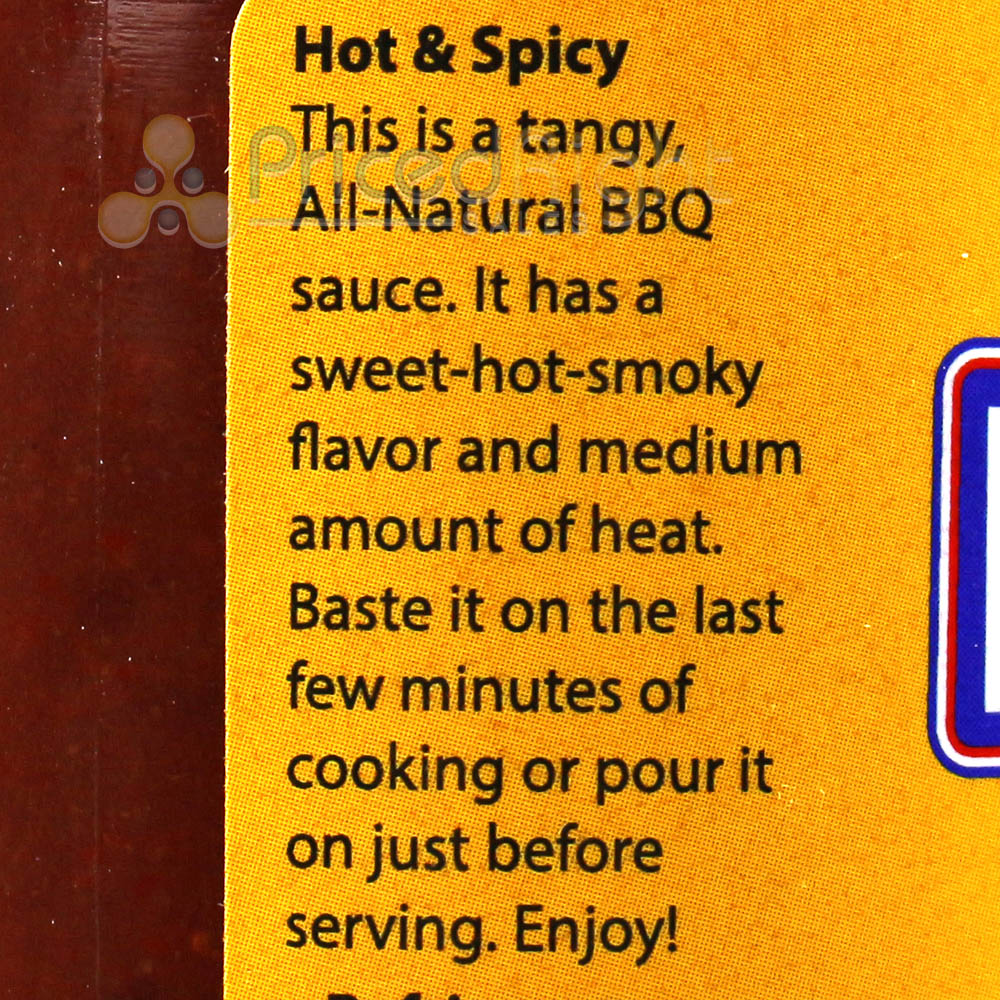 Hot & Spicy
This is a tangy,
All-Natural BBQ
sauce. It has a
sweet-hot-smoky
flavor and medium
amount of heat.
Baste it on the last
few minutes of
cooking or pour it
on just before
serving. Enjoy!
PricedRight